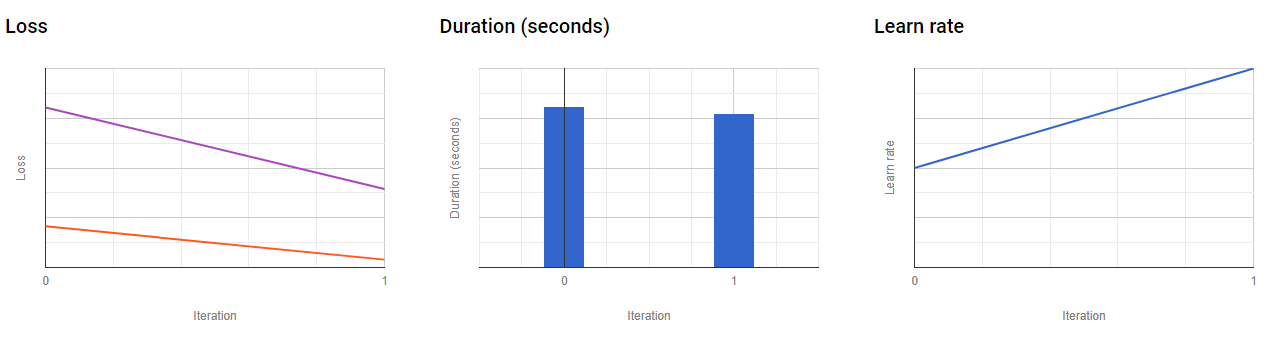 Loss
Duration (seconds)
Learn rate
Loss
0
1
Iteration
Duration (seconds)
0
1
Iteration
Learn rate
0
1
Iteration